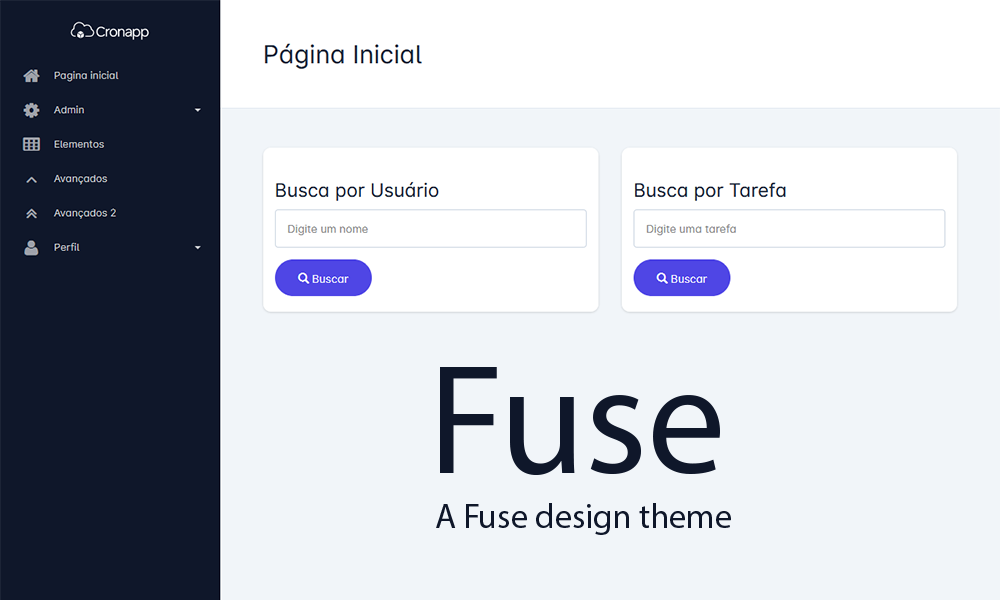 Cronapp
Pagina inicial
Admin
Elementos
Avançados
Avançados 2
Perfil
Página Inicial
Busca por Usuário
Digite um nome
Buscar
Busca por Tarefa
Digite uma tarefa
Buscar
Fuse
A Fuse design theme